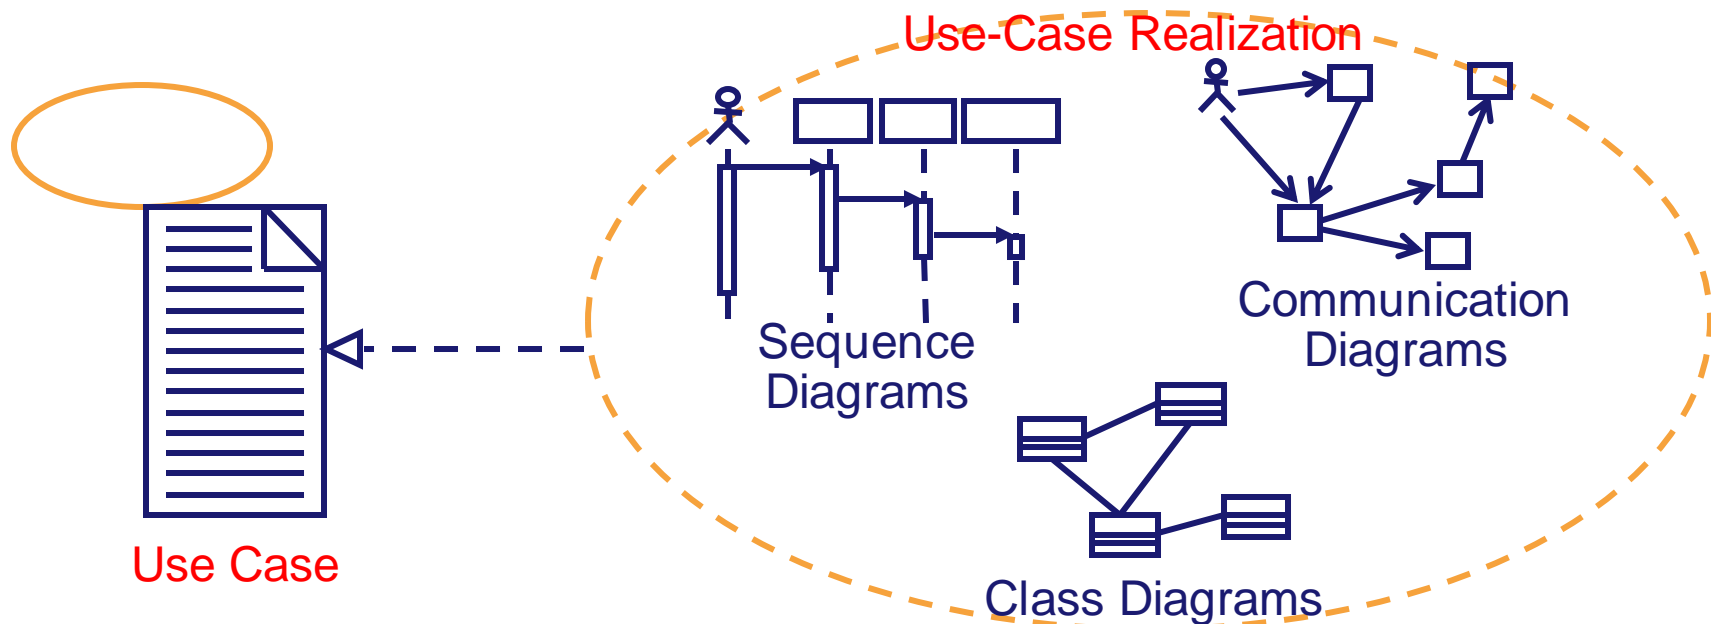 Use-Case Realization
Sequence
Diagrams
Communication
Diagrams
Use Case
Class Diagrams